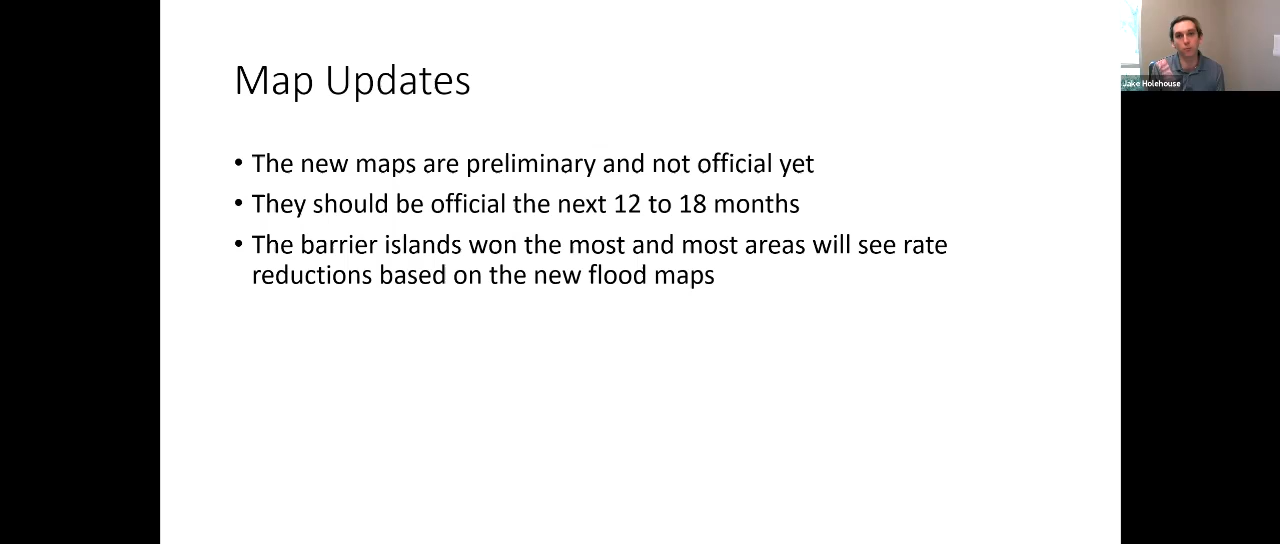 Map Updates
• The new maps are preliminary and not official yet
• They should be official the next 12 to 18 months
• The barrier islands won the most and most areas will see rate
reductions based on the new flood maps
Jake Holehouse